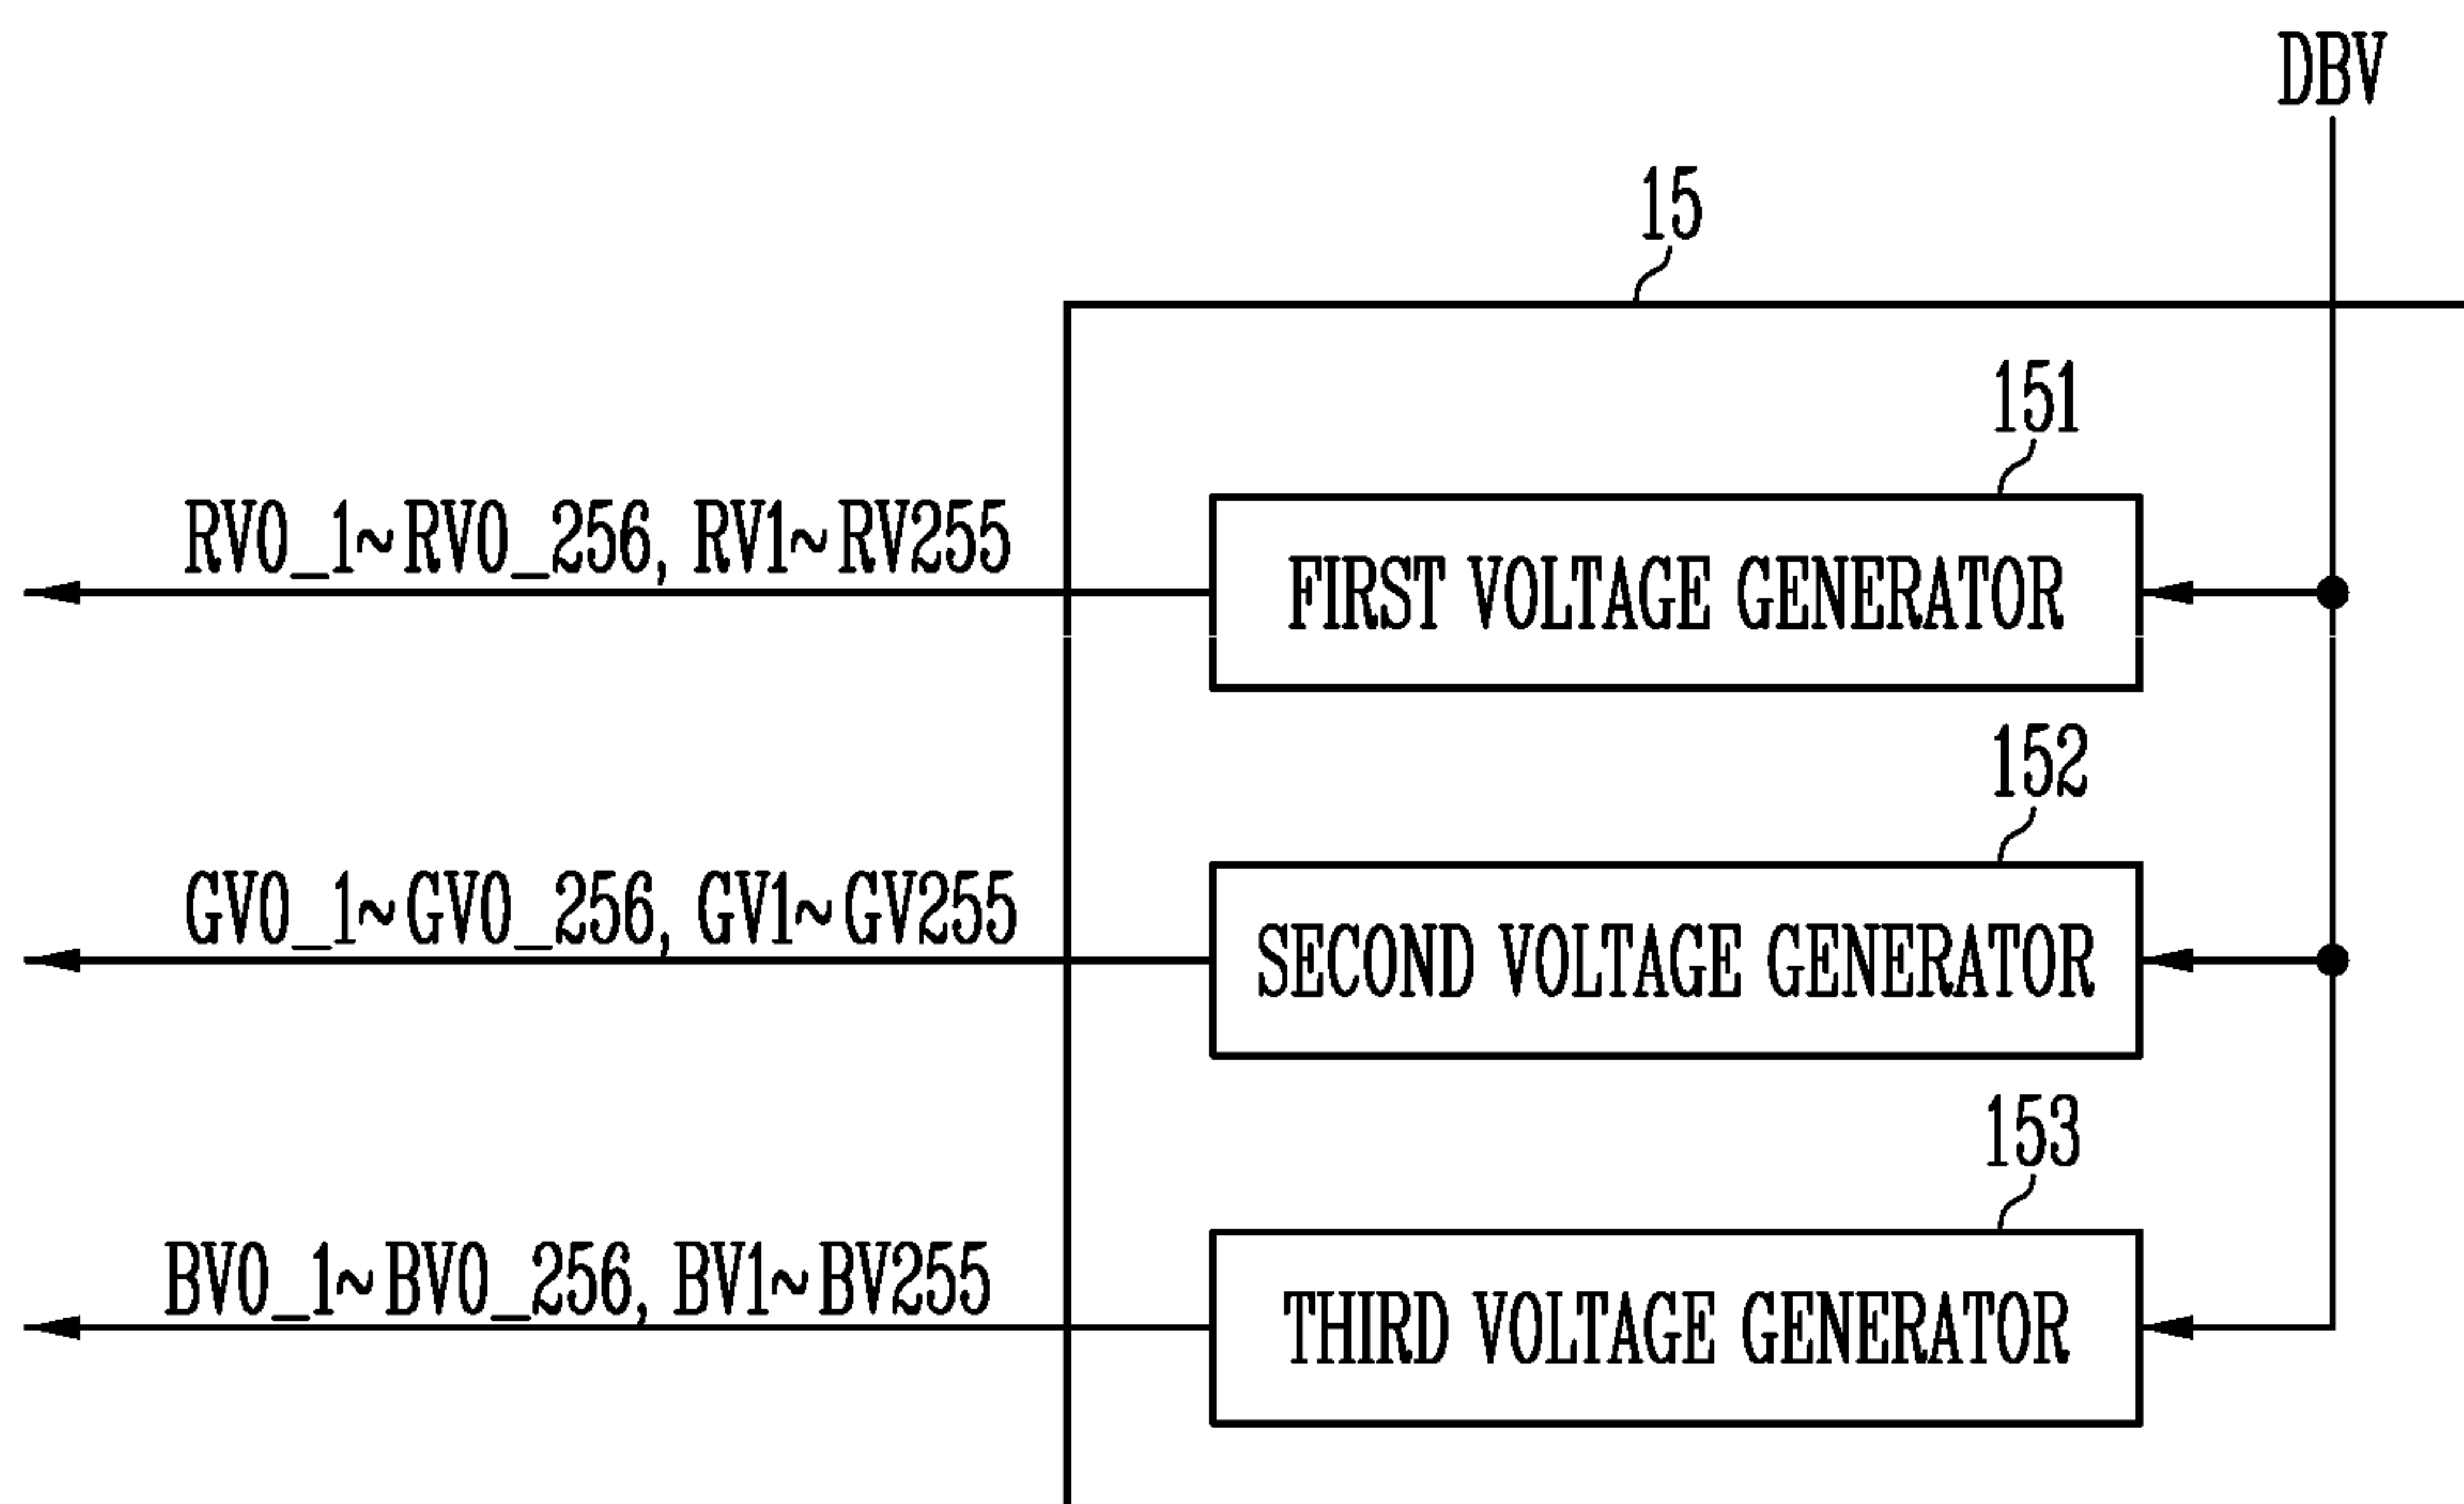 DBV
15
151
RV0_1~RV0_256, RV1~RV255
FIRST VOLTAGE GENERATOR
152
GV0_1~GV0_256, GV1~GV255
SECOND VOLTAGE GENERATOR
153
BV0_1~BV0_256, BV1~BV255
THIRD VOLTAGE GENERATOR